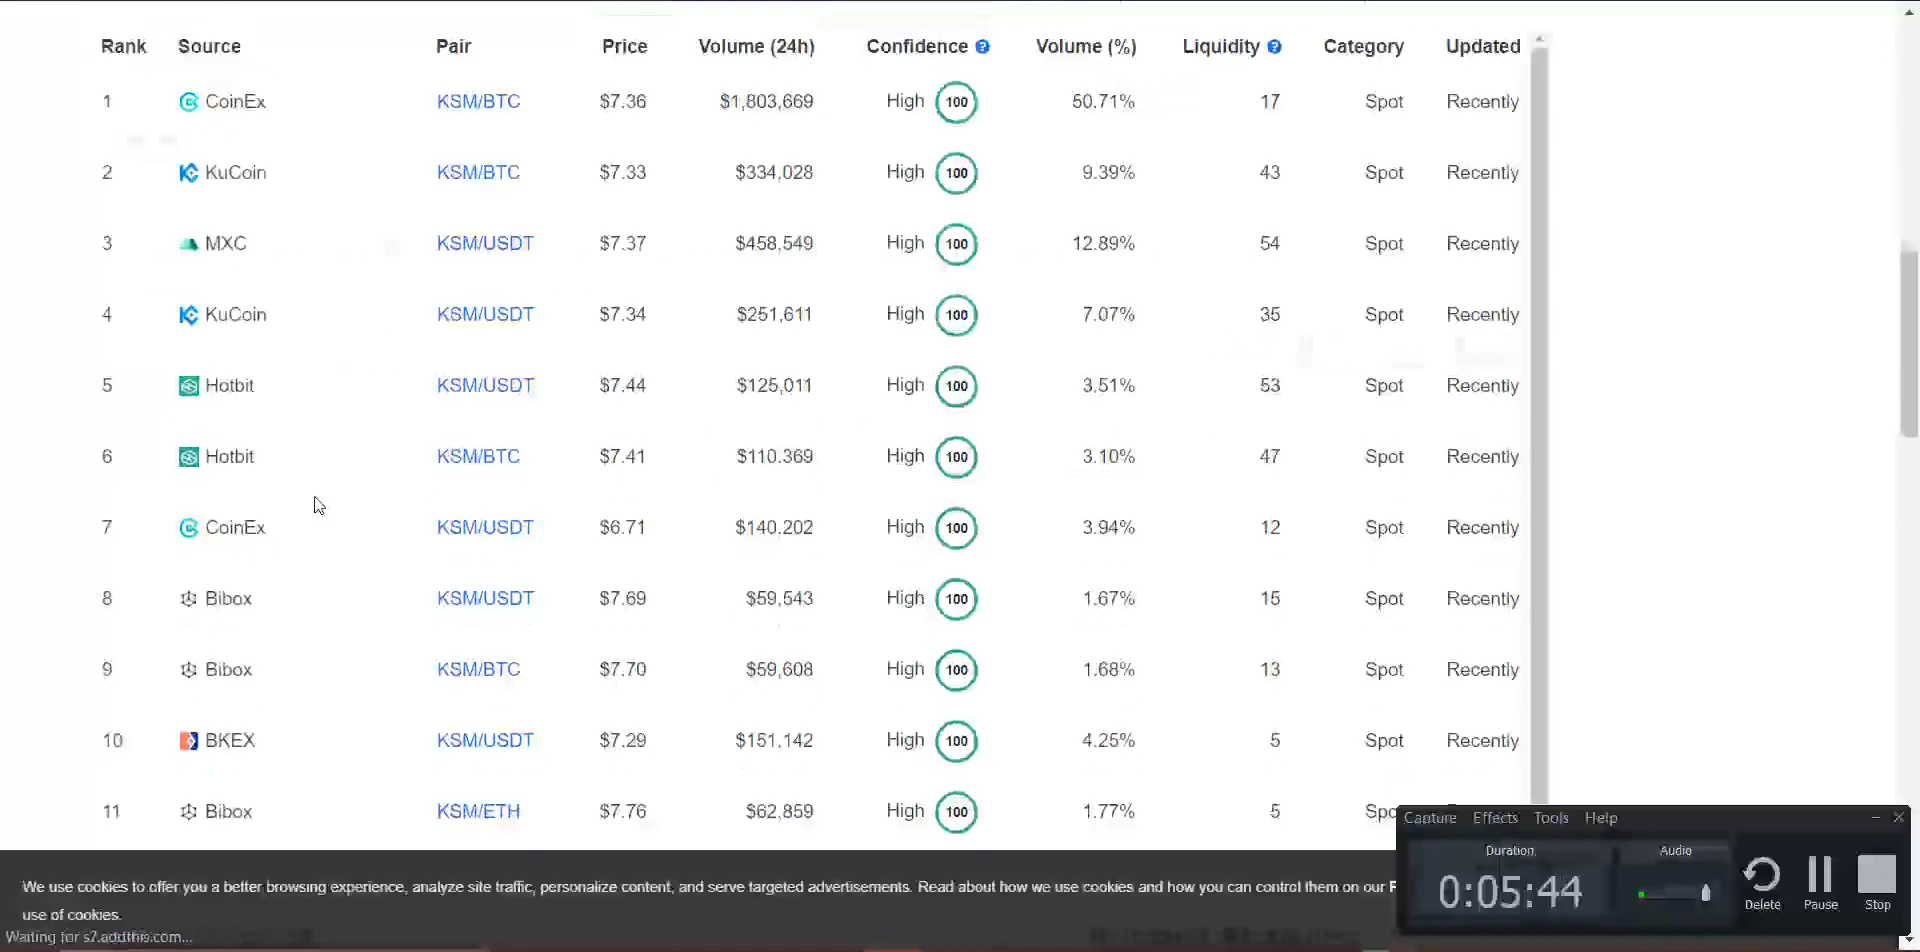 Rank Source Pair Price Volume (24h) Confidence ? Volume (%) Liquidity ? Category Updated
1 CoinEx KSM/BTC $7.36 $1,803,669 High 100 50.71% 17 Spot Recently
2 KuCoin KSM/BTC $7.33 $334,028 High 100 9.39% 43 Spot Recently
3 MXC KSM/USDT $7.37 $458,549 High 100 12.89% 54 Spot Recently
4 KuCoin KSM/USDT $7.34 $251,611 High 100 7.07% 35 Spot Recently
5 Hotbit KSM/USDT $7.44 $125,011 High 100 3.51% 53 Spot Recently
6 Hotbit KSM/BTC $7.41 $110.369 High 100 3.10% 47 Spot Recently
7 CoinEx KSM/USDT $6.71 $140.202 High 100 3.94% 12 Spot Recently
8 Bibox KSM/USDT $7.69 $59,543 High 100 1.67% 15 Spot Recently
9 Bibox KSM/BTC $7.70 $59,608 High 100 1.68% 13 Spot Recently
10 BKEX KSM/USDT $7.29 $151,142 High 100 4.25% 5 Spot Recently
11 Bibox KSM/ETH $7.76 $62,859 High 100 1.77% 5 Spo
Capture Effects Tools Help
Duration Audio
0:05:44
Delete Pause Stop
We use cookies to offer you a better browsing experience, analyze site traffic, personalize content, and serve targeted advertisements. Read about how we use cookies and how you can control them on our P
use of cookies.
Waiting for s7.addthis.com...